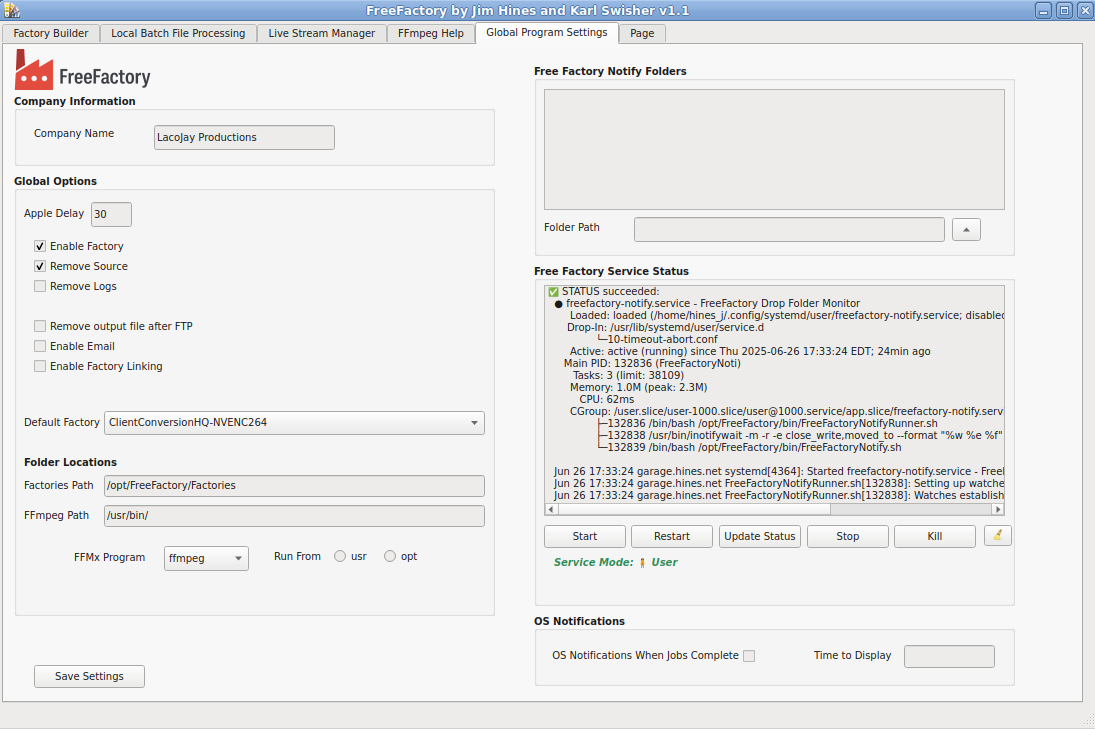 FreeFactory by Jim Hines and Karl Swisher v1.1
Factory Builder
Local Batch File Processing
Live Stream Manager
FFmpeg Help
Global Program Settings
Page
FreeFactory
Company Information
Company Name
LacoJay Productions
Global Options
Apple Delay
30
Enable Factory
Remove Source
Remove Logs
Remove output file after FTP
Enable Email
Enable Factory Linking
Default Factory
ClientConversionHQ-NVENC264
Folder Locations
Factories Path
/opt/FreeFactory/Factories
FFmpeg Path
/usr/bin/
FFMx Program
ffmpeg
Run From
usr
opt
Save Settings
Free Factory Notify Folders
Folder Path
Free Factory Service Status
✅ STATUS succeeded:
● freefactory-notify.service - FreeFactory Drop Folder Monitor
Loaded: loaded (/home/hines_j/.config/systemd/user/freefactory-notify.service; disabled
Drop-In: /usr/lib/systemd/user/service.d
└─10-timeout-abort.conf
Active: active (running) since Thu 2025-06-26 17:33:24 EDT; 24min ago
Main PID: 132836 (FreeFactoryNoti)
Tasks: 3 (limit: 38109)
Memory: 1.0M (peak: 2.3M)
CPU: 62ms
CGroup: /user.slice/user-1000.slice/user@1000.service/app.slice/freefactory-notify.serv
├─132836 /bin/bash /opt/FreeFactory/bin/FreeFactoryNotifyRunner.sh
├─132838 /usr/bin/inotifywait -m -r -e close_write,moved_to --format "%w %e %f"
└─132839 /bin/bash /opt/FreeFactory/bin/FreeFactoryNotify.sh
Jun 26 17:33:24 garage.hines.net systemd[4364]: Started freefactory-notify.service - Free
Jun 26 17:33:24 garage.hines.net FreeFactoryNotifyRunner.sh[132838]: Setting up watche
Jun 26 17:33:24 garage.hines.net FreeFactoryNotifyRunner.sh[132838]: Watches establish
Start
Restart
Update Status
Stop
Kill
Service Mode: 🧍 User
OS Notifications
OS Notifications When Jobs Complete
Time to Display